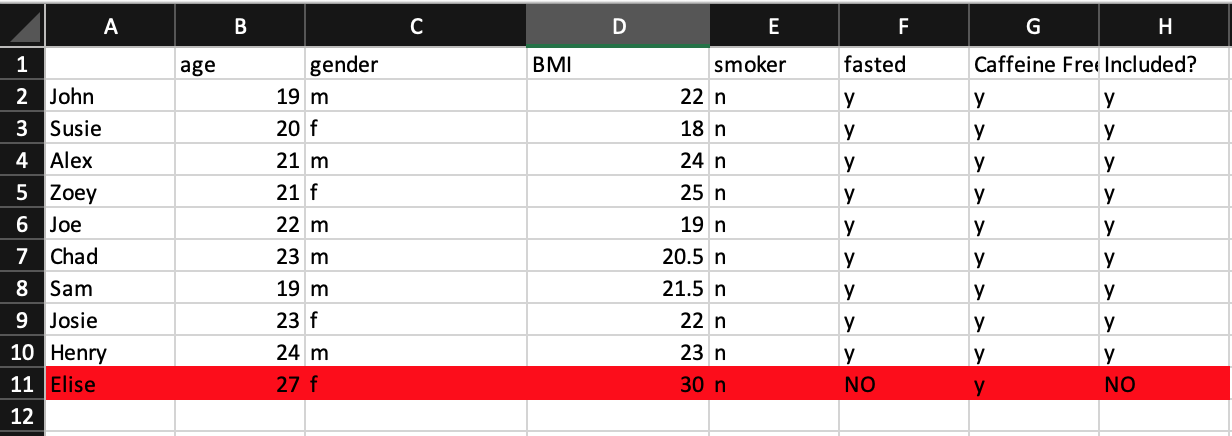 A B C D E F G H
1 age gender BMI smoker fasted Caffeine Free Included?
2 John 19 m 22 n y y y
3 Susie 20 f 18 n y y y
4 Alex 21 m 24 n y y y
5 Zoey 21 f 25 n y y y
6 Joe 22 m 19 n y y y
7 Chad 23 m 20.5 n y y y
8 Sam 19 m 21.5 n y y y
9 Josie 23 f 22 n y y y
10 Henry 24 m 23 n y y y
11 Elise 27 f 30 n NO y NO
12